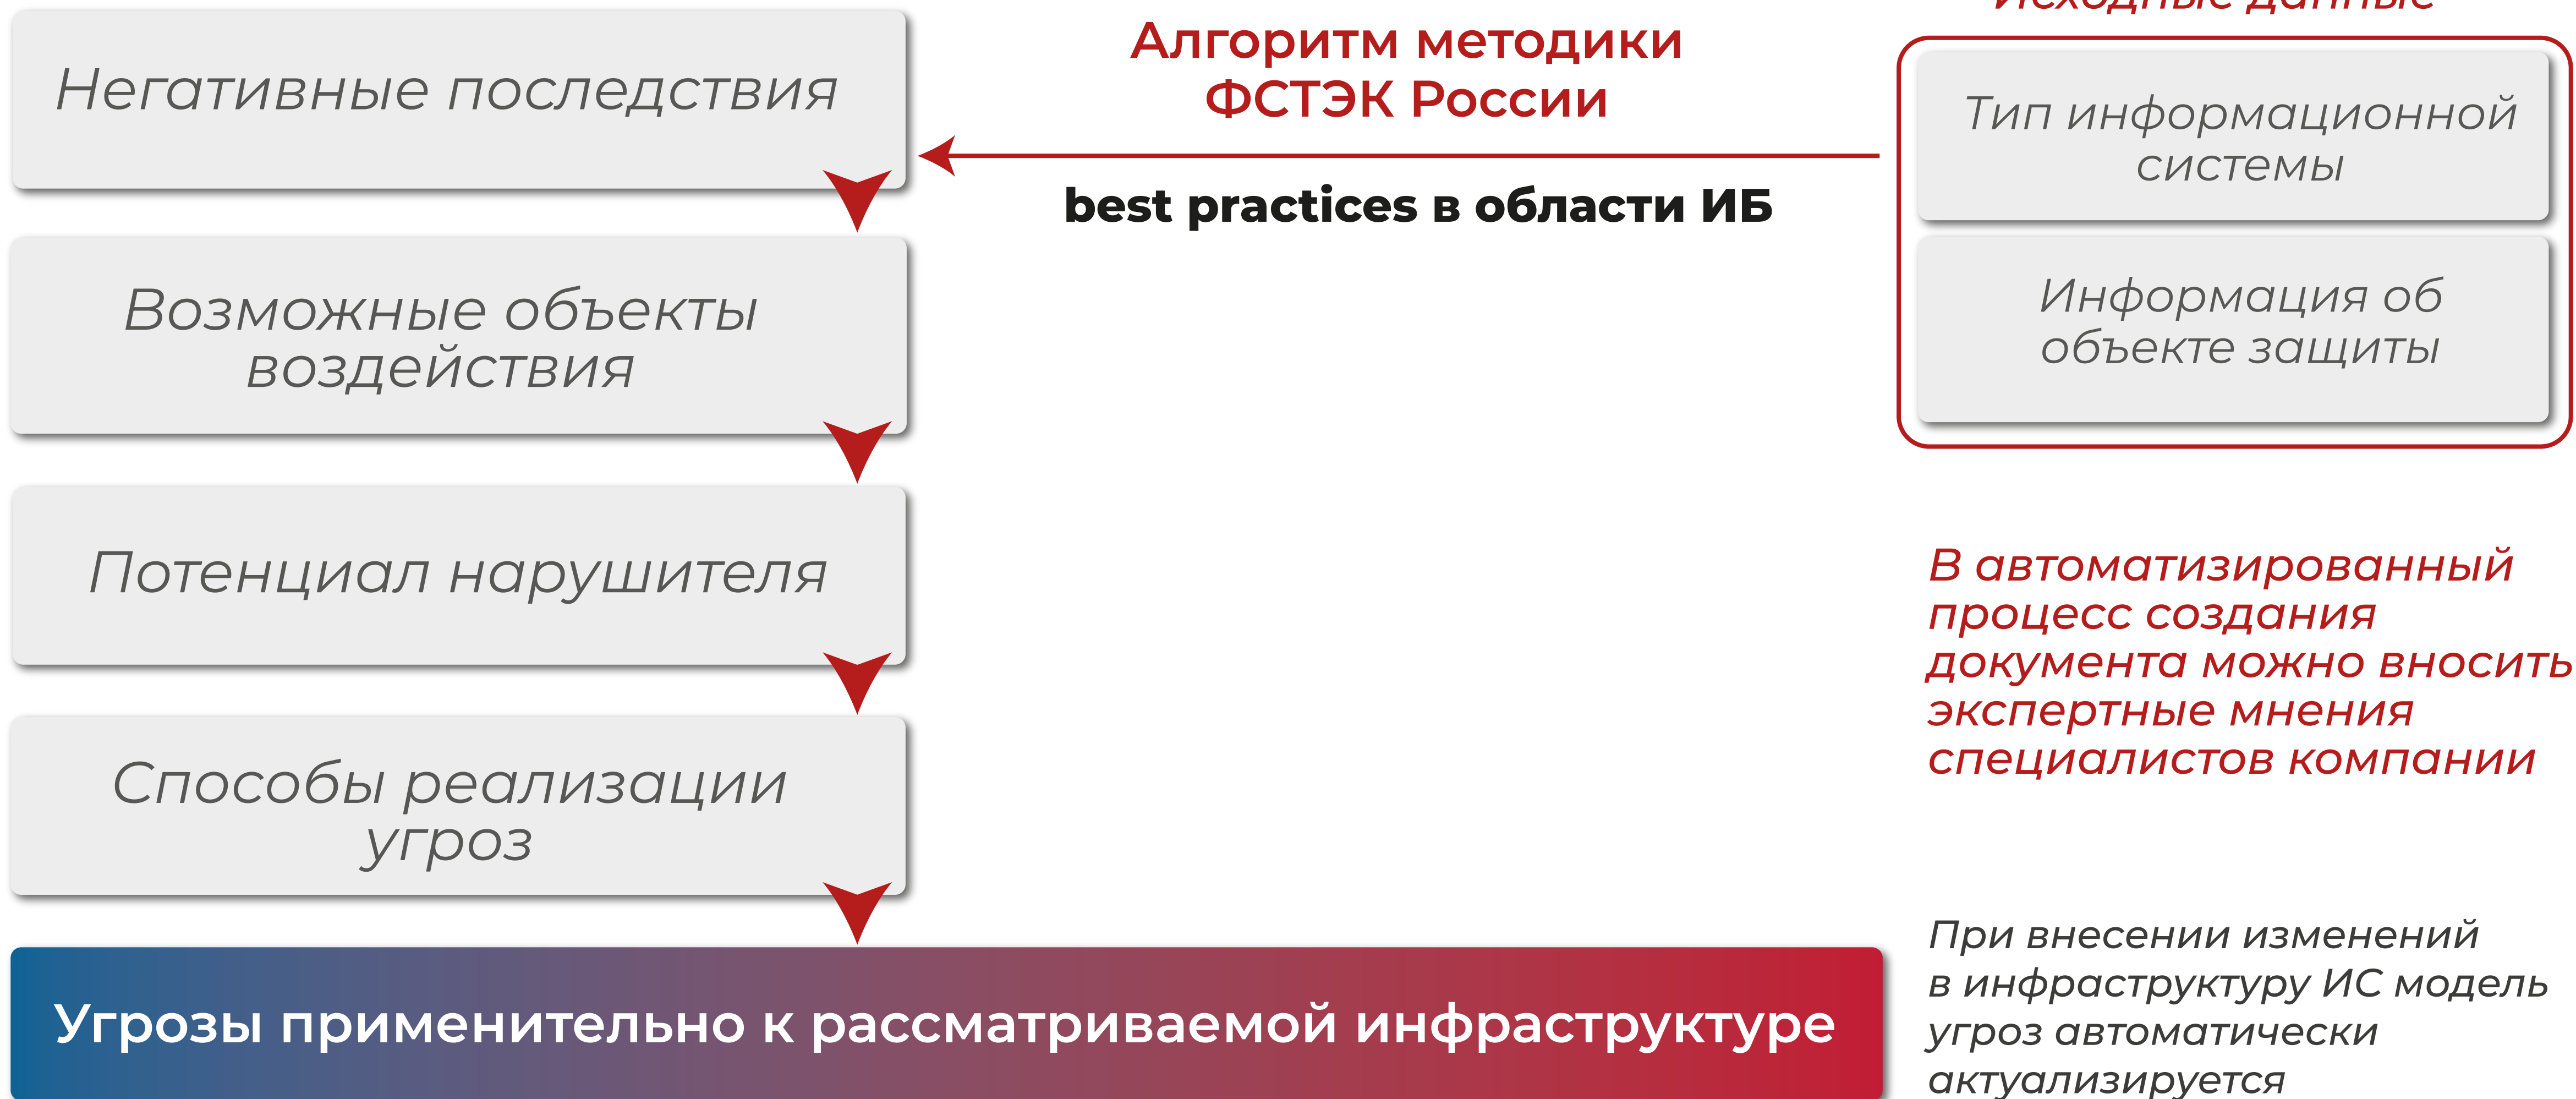 Негативные последствия
Возможные объекты
воздействия
Потенциал нарушителя
Способы реализации
угроз
Угрозы применительно к рассматриваемой инфраструктуре
Алгоритм методики
ФСТЭК России
best practices в области ИБ
Исходные данные
Тип информационной
системы
Информация об
объекте защиты
В автоматизированный
процесс создания
документа можно вносить
экспертные мнения
специалистов компании
При внесении изменений
в инфраструктуру ИС модель
угроз автоматически
актуализируется